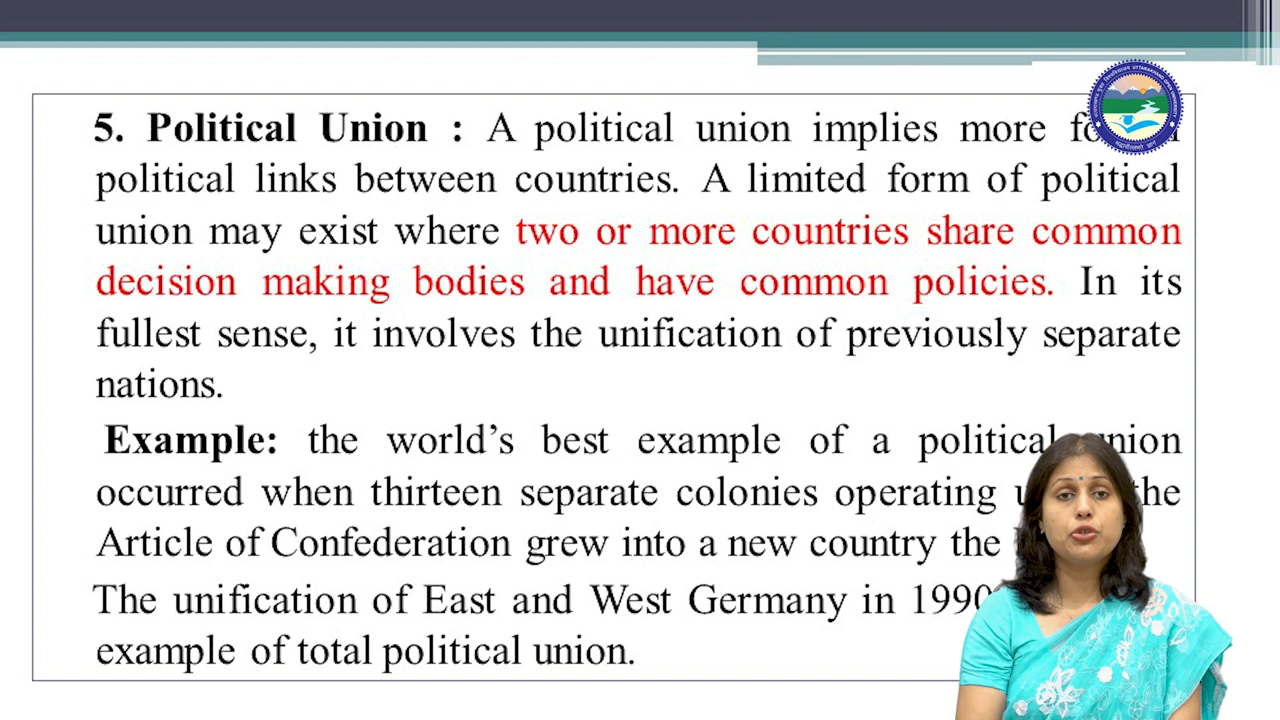 5. Political Union : A political union implies more
political links between countries. A limited form of political
union may exist where two or more countries share common
decision making bodies and have common policies. In its
fullest sense, it involves the unification of previously separate
nations.
Example: the world's best example of a political union
occurred when thirteen separate colonies operating the
Article of Confederation grew into a new country the
The unification of East and West Germany in 1990
example of total political union.